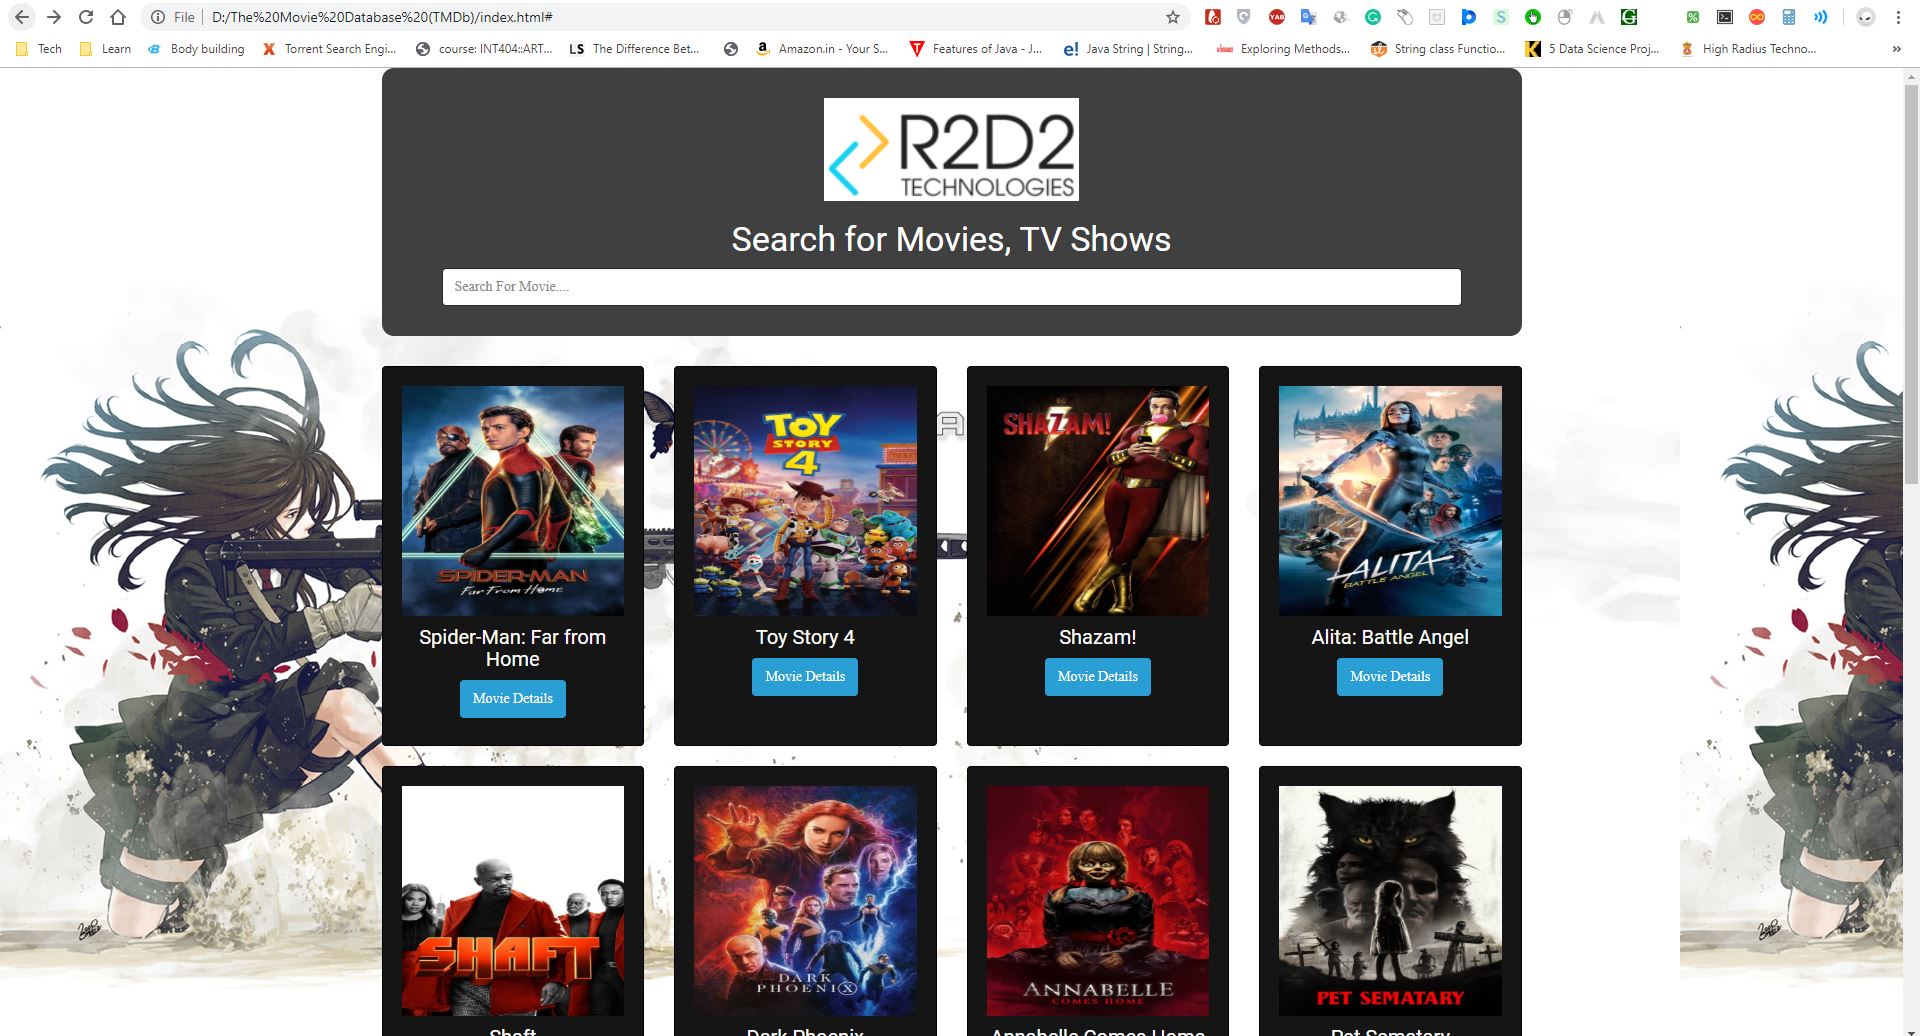 File D:/The%20Movie%20Database%20(TMDb)/index.html#
Tech Learn Body building Torrent Search Engi... course: INT404::ART... LS The Difference Bet... Amazon.in - Your S... Features of Java - J... e! Java String | String... Exploring Methods... String class Functio... 5 Data Science Proj... High Radius Techno... »
R2D2
TECHNOLOGIES
Search for Movies, TV Shows
Search For Movie....
SPIDER-MAN
Far From Home
TOY
STORY
4
SHAZAM!
ALITA
BATTLE ANGEL
Spider-Man: Far from
Home
Movie Details
Toy Story 4
Movie Details
Shazam!
Movie Details
Alita: Battle Angel
Movie Details
SHAFT
DARK
PHOENIX
ANNABELLE
COMES HOME
PET SEMATARY
Shaft
Dark Phoenix
Annabelle Comes Home
Pet Sematary